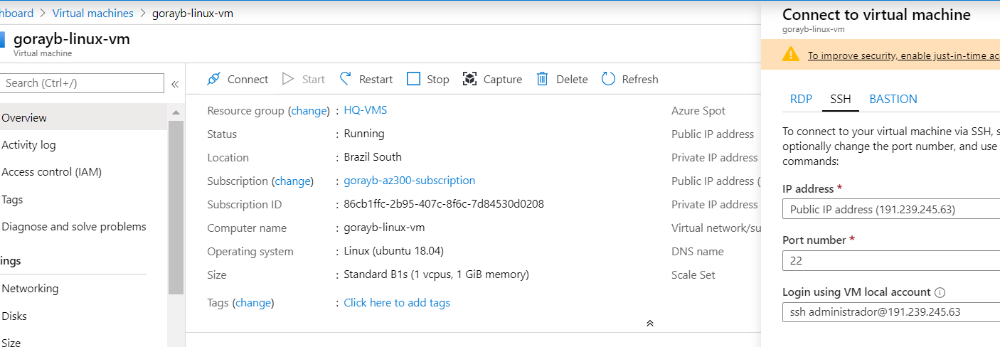 hboard > Virtual machines > gorayb-linux-vm
gorayb-linux-vm
Virtual machine
Search (Ctrl+/)
«
Overview
Activity log
Access control (IAM)
Tags
Diagnose and solve problems
ings
Networking
Disks
Size
Connect Start Restart Stop Capture Delete Refresh
Resource group (change) : HQ-VMS
Status : Running
Location : Brazil South
Subscription (change) : gorayb-az300-subscription
Subscription ID : 86cb1ffc-2b95-407c-8f6c-7d84530d0208
Computer name : gorayb-linux-vm
Operating system : Linux (ubuntu 18.04)
Size : Standard B1s (1 vcpus, 1 GiB memory)
Tags (change) : Click here to add tags
Azure Spot
Public IP address
Private IP address
Public IP address (
Private IP address
Virtual network/su
DNS name
Scale Set
Connect to virtual machine
gorayb-linux-vm
To improve security, enable just-in-time ac
RDP SSH BASTION
To connect to your virtual machine via SSH, s
optionally change the port number, and use
commands:
IP address *
Public IP address (191.239.245.63)
Port number *
22
Login using VM local account
ssh administrador@191.239.245.63